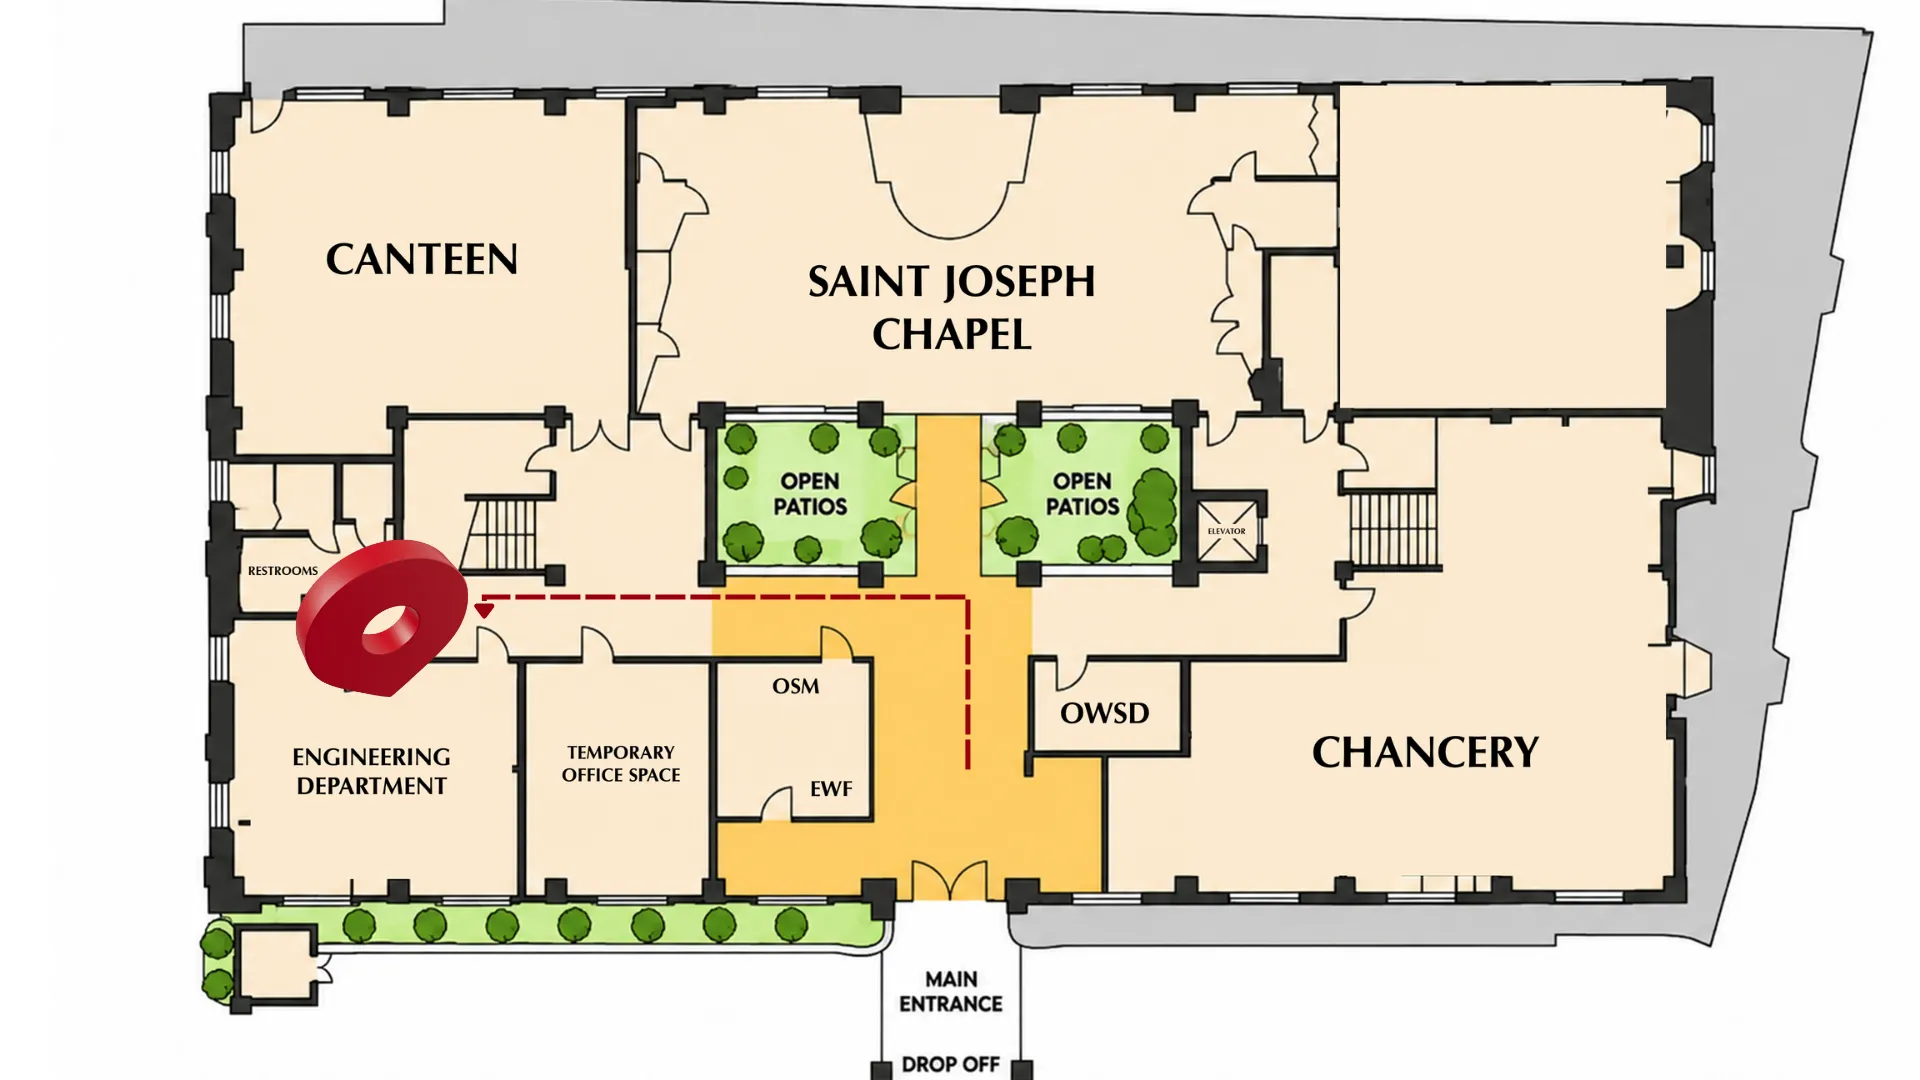 CANTEEN
SAINT JOSEPH
CHAPEL
OPEN
PATIOS
OPEN
PATIOS
ELEVATOR
RESTROOMS
OSM
OWSD
ENGINEERING
DEPARTMENT
TEMPORARY
OFFICE SPACE
EWF
CHANCERY
MAIN
ENTRANCE
DROP OFF